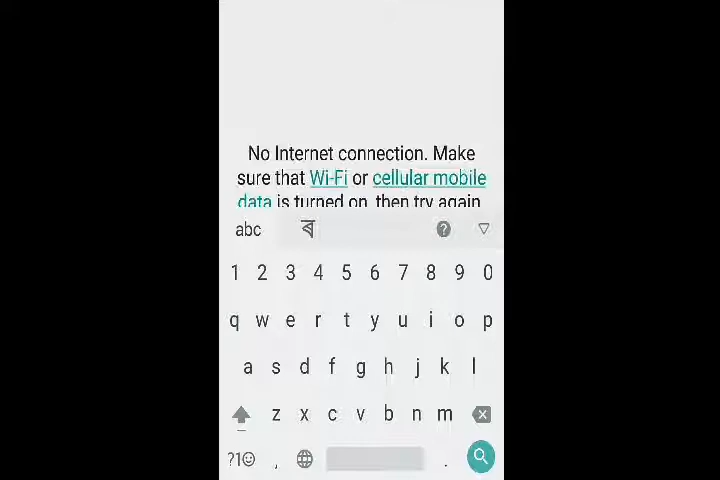 No Internet connection. Make
sure that Wi-Fi or cellular mobile
data is turned on, then try again
abc ব
1 2 3 4 5 6 7 8 9 0
q w e r t y u i o p
a s d f g h j k l
z x c v b n m
?1☺ , .